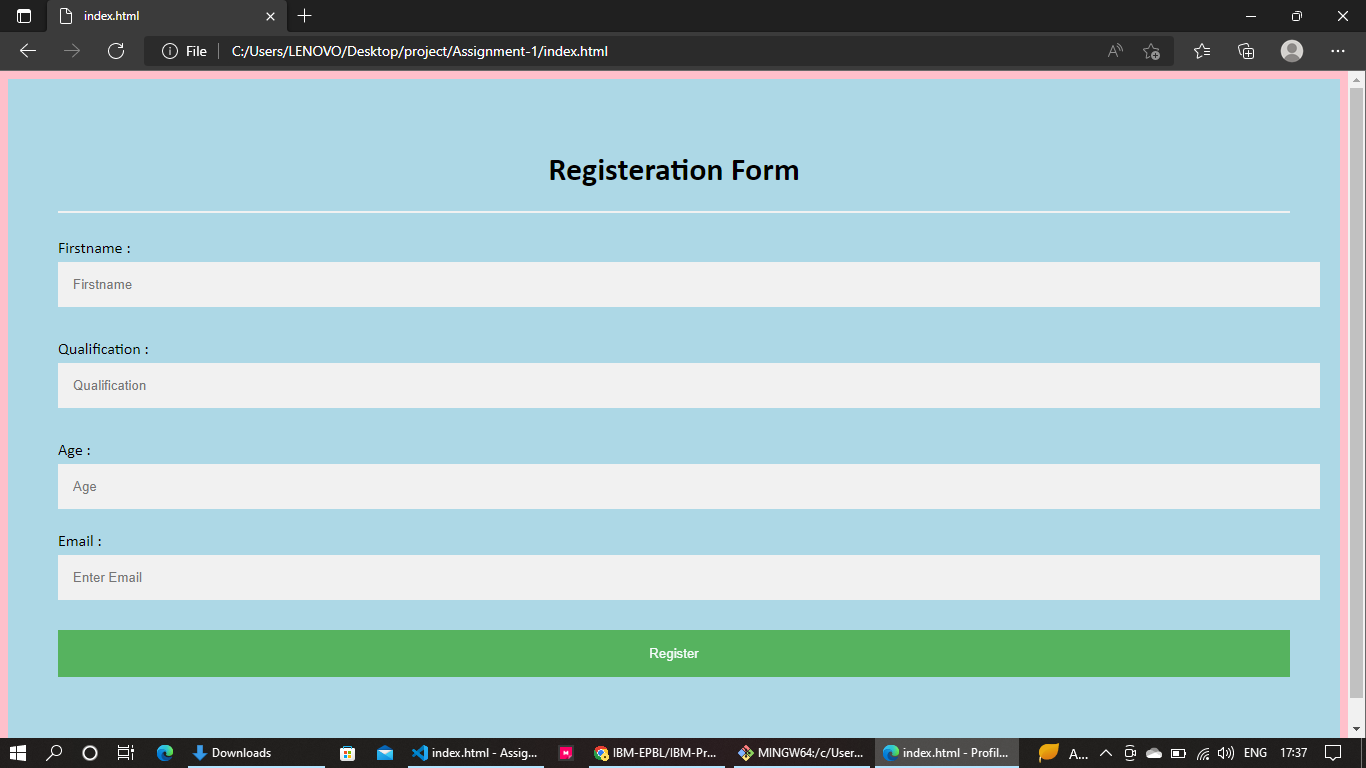 index.html
File
C:/Users/LENOVO/Desktop/project/Assignment-1/index.html
Registeration Form
Firstname :
Firstname
Qualification :
Qualification
Age :
Age
Email :
Enter Email
Register
Downloads
index.html - Assig...
IBM-EPBL/IBM-Pr...
MINGW64:/c/User...
index.html - Profil...
A...
ENG
17:37